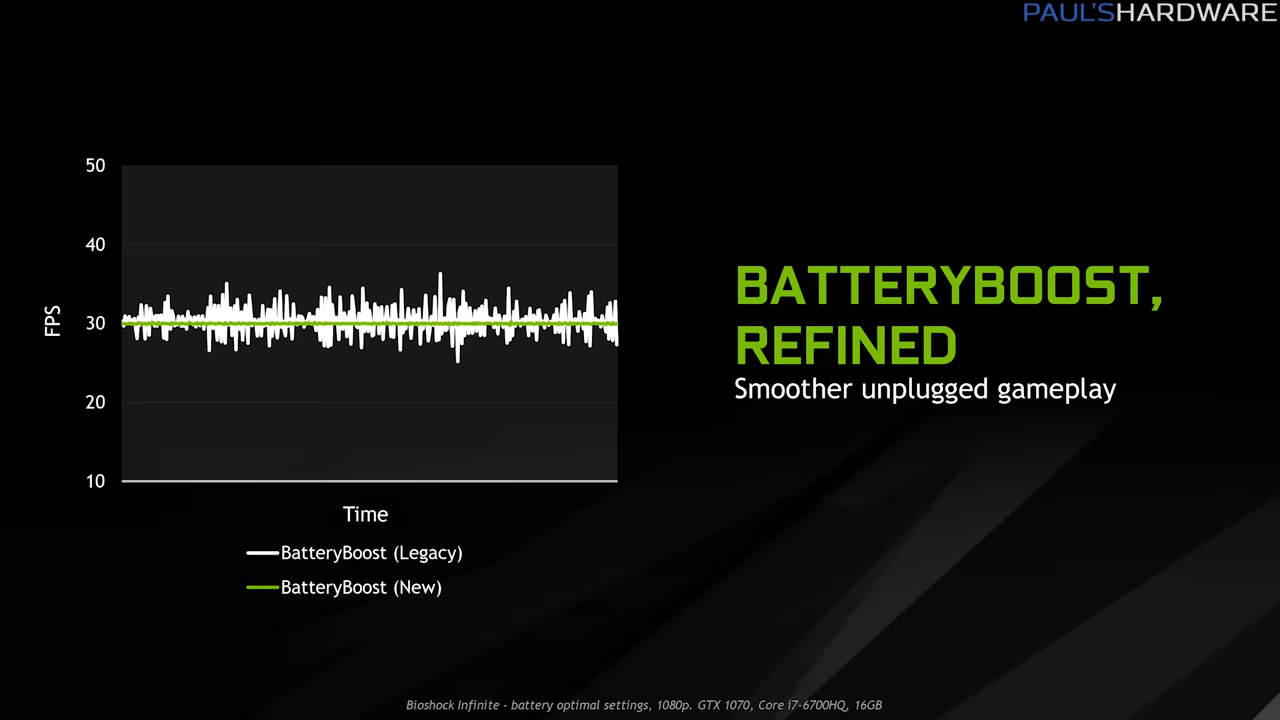 PAUL'SHARDWARE
50
40
30
20
10
FPS
Time
BatteryBoost (Legacy)
BatteryBoost (New)
BATTERYBOOST,
REFINED
Smoother unplugged gameplay
Bioshock Infinite - battery optimal settings, 1080p. GTX 1070, Core i7-6700HQ, 16GB